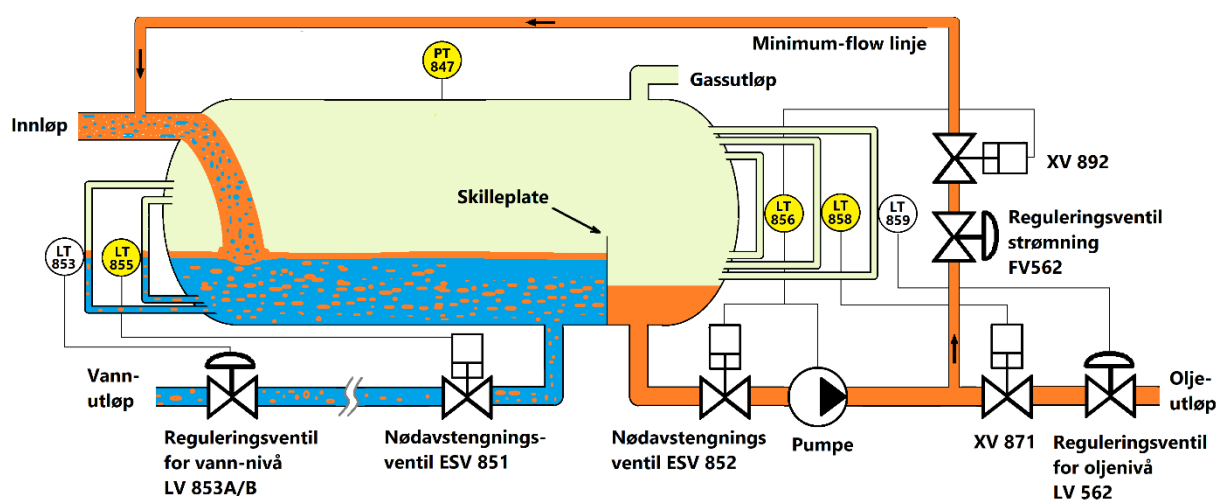 Minimum-flow linje
PT
847
Gassutløp
Innløp
XV 892
Skilleplate
LT
856
LT
858
LT
859
Reguleringsventil
strømning
FV562
LT
853
LT
855
Vann-
utløp
Olje-
utløp
Reguleringsventil
for vann-nivå
LV 853A/B
Nødavstegnings-
ventil ESV 851
Nødavstegnings
ventil ESV 852
Pumpe
XV 871
Reguleringsventil
for oljenivå
LV 562